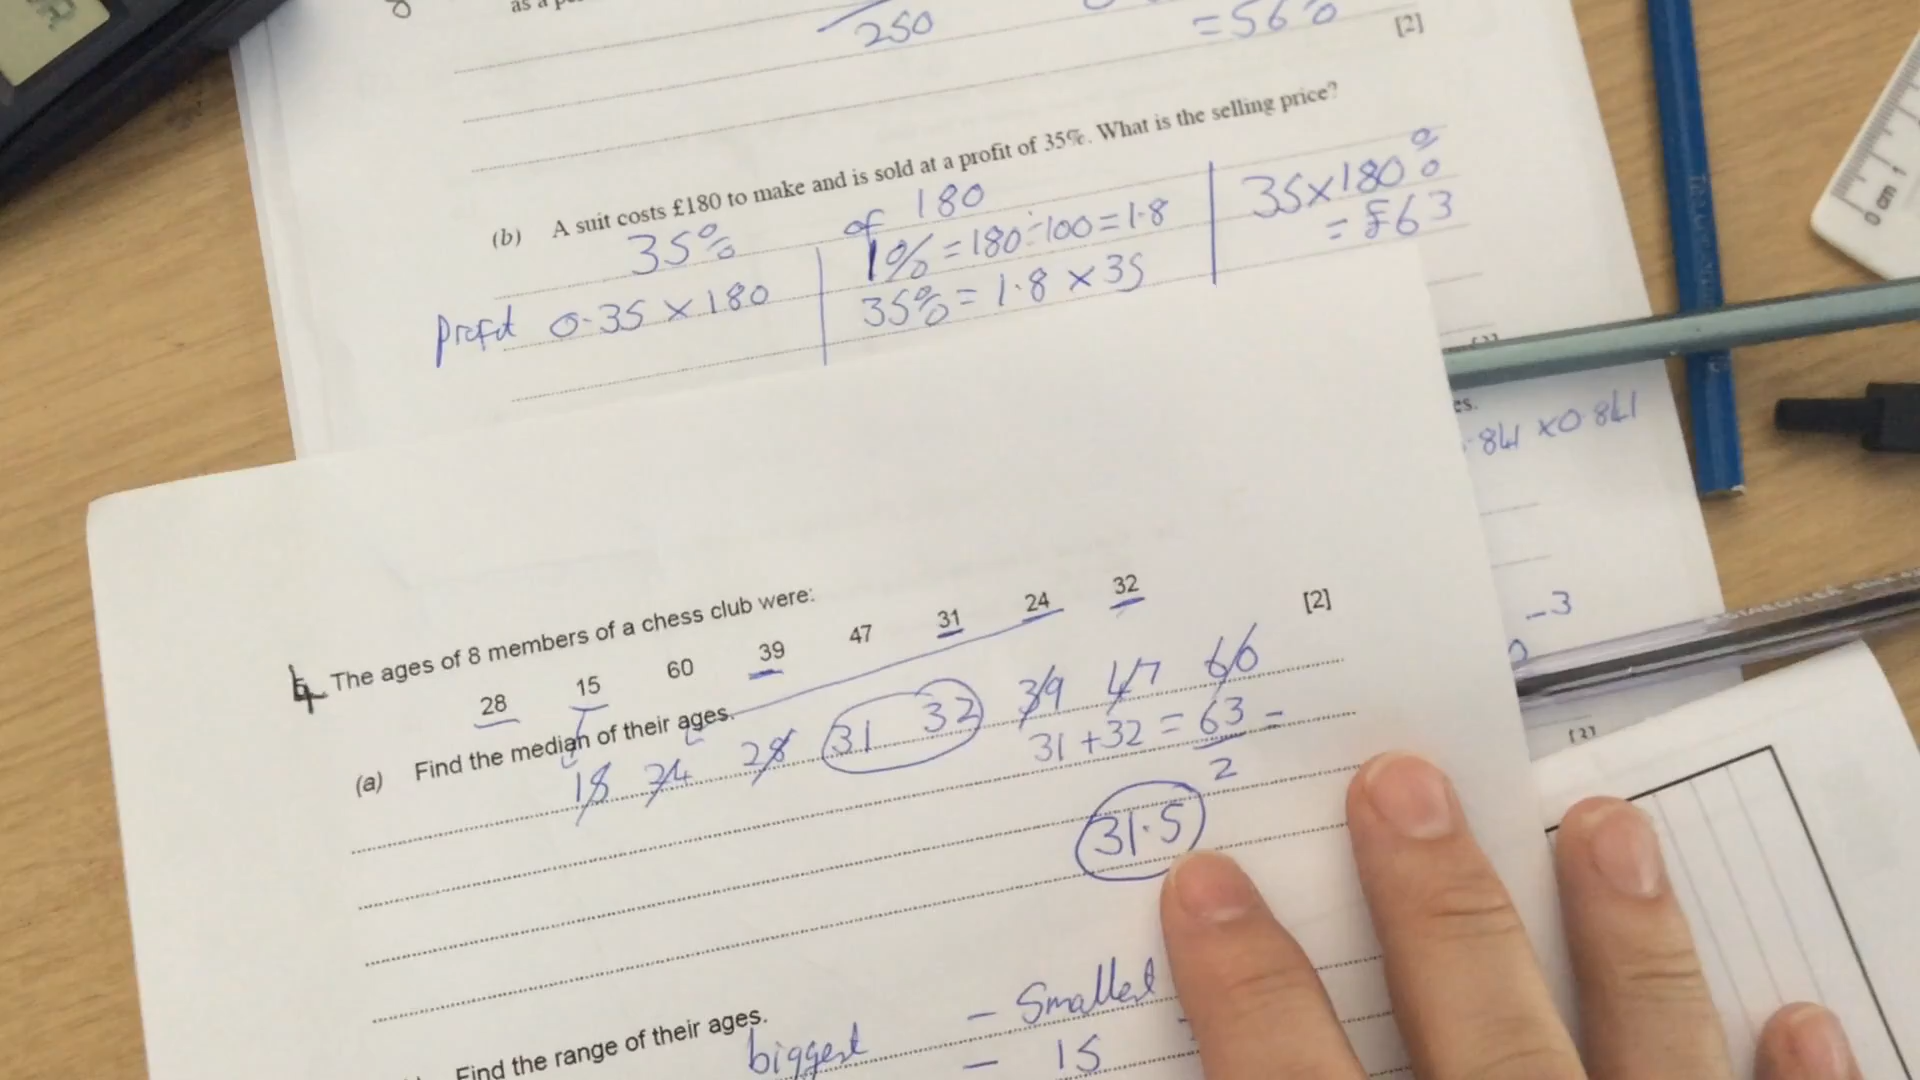 250
= 56%
[2]
(b) A suit costs £180 to make and is sold at a profit of 35%. What is the selling price?
35% of 180
Profit 0.35 × 180
1% = 180 ÷ 100 = 1.8
35% = 1.8 × 35
35 × 180%
= £63
× 0.841
- 3
4 The ages of 8 members of a chess club were:
28 15 60 39 47 31 24 32
[2]
(a) Find the median of their ages.
15 24 28 31 32 39 47 60
31 + 32 = 63 =
2
31.5
Find the range of their ages.
biggest - Smallest
- 15
[2]
0 cm 1